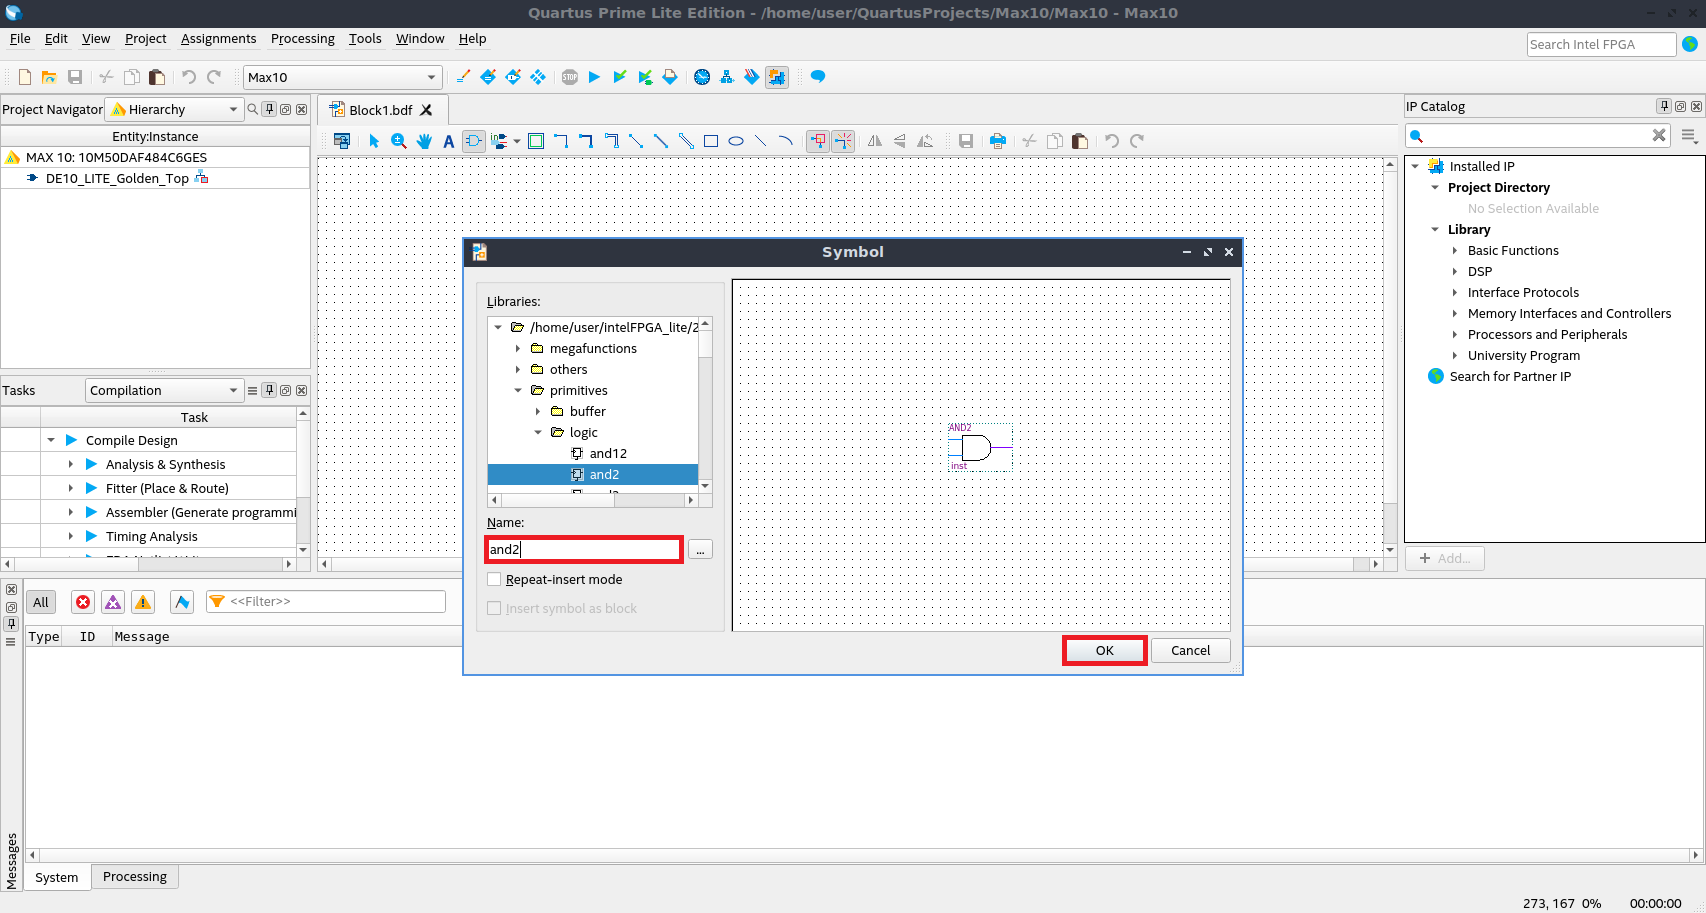 Quartus Prime Lite Edition - /home/user/QuartusProjects/Max10/Max10 - Max10
File Edit View Project Assignments Processing Tools Window Help
Search Intel FPGA
Max10
STOP
Project Navigator Hierarchy
Entity:Instance
MAX 10: 10M50DAF484C6GES
DE10_LITE_Golden_Top
Tasks Compilation
Task
Compile Design
Analysis & Synthesis
Fitter (Place & Route)
Assembler (Generate programmi
Timing Analysis
Block1.bdf
Symbol
Libraries:
/home/user/intelFPGA_lite/2
megafunctions
others
primitives
buffer
logic
and12
and2
Name:
and2
...
Repeat-insert mode
Insert symbol as block
AND2
inst
OK
Cancel
IP Catalog
Installed IP
Project Directory
No Selection Available
Library
Basic Functions
DSP
Interface Protocols
Memory Interfaces and Controllers
Processors and Peripherals
University Program
Search for Partner IP
+ Add...
All
<<Filter>>
Type ID Message
Messages
System Processing
273, 167 0% 00:00:00